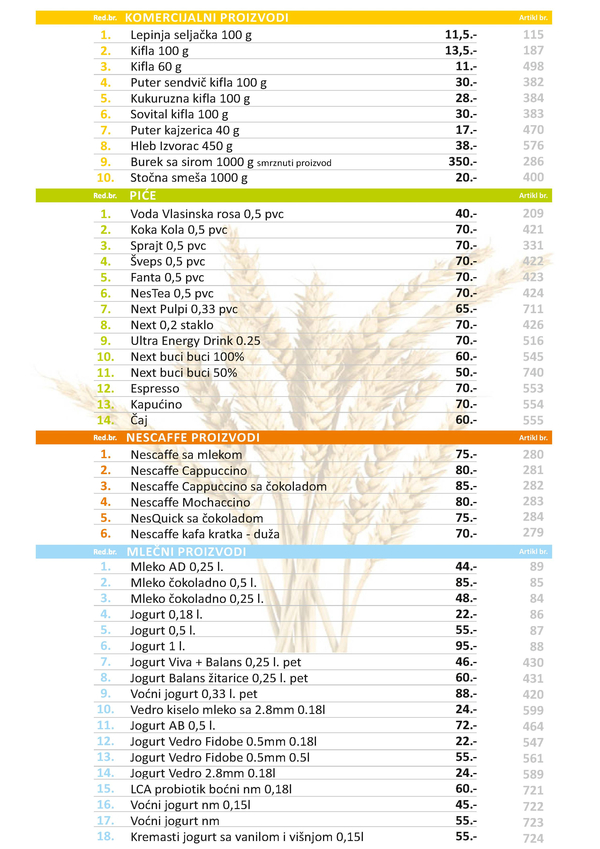 Red.br. KOMERCIJALNI PROIZVODI Artikl br.
1. Lepinja seljačka 100 g 11,5.- 115
2. Kifla 100 g 13,5.- 187
3. Kifla 60 g 11.- 498
4. Puter sendvič kifla 100 g 30.- 382
5. Kukuruzna kifla 100 g 28.- 384
6. Sovital kifla 100 g 30.- 383
7. Puter kajzerica 40 g 17.- 470
8. Hleb Izvorac 450 g 38.- 576
9. Burek sa sirom 1000 g smrznuti proizvod 350.- 286
10. Stočna smeša 1000 g 20.- 400
Red.br. PIĆE Artikl br.
1. Voda Vlasinska rosa 0,5 pvc 40.- 209
2. Koka Kola 0,5 pvc 70.- 421
3. Sprajt 0,5 pvc 70.- 331
4. Šveps 0,5 pvc 70.- 422
5. Fanta 0,5 pvc 70.- 423
6. NesTea 0,5 pvc 70.- 424
7. Next Pulpi 0,33 pvc 65.- 711
8. Next 0,2 staklo 70.- 426
9. Ultra Energy Drink 0.25 70.- 516
10. Next buci buci 100% 60.- 545
11. Next buci buci 50% 50.- 740
12. Espresso 70.- 553
13. Kapućino 70.- 554
14. Čaj 60.- 555
Red.br. NESCAFFE PROIZVODI Artikl br.
1. Nescaffe sa mlekom 75.- 280
2. Nescaffe Cappuccino 80.- 281
3. Nescaffe Cappuccino sa čokoladom 85.- 282
4. Nescaffe Mochaccino 80.- 283
5. NesQuick sa čokoladom 75.- 284
6. Nescaffe kafa kratka - duža 70.- 279
Red.br. MLEČNI PROIZVODI Artikl br.
1. Mleko AD 0,25 l. 44.- 89
2. Mleko čokoladno 0,5 l. 85.- 85
3. Mleko čokoladno 0,25 l. 48.- 84
4. Jogurt 0,18 l. 22.- 86
5. Jogurt 0,5 l. 55.- 87
6. Jogurt 1 l. 95.- 88
7. Jogurt Viva + Balans 0,25 l. pet 46.- 430
8. Jogurt Balans žitarice 0,25 l. pet 60.- 431
9. Voćni jogurt 0,33 l. pet 88.- 420
10. Vedro kiselo mleko sa 2.8mm 0.18l 24.- 599
11. Jogurt AB 0,5 l. 72.- 464
12. Jogurt Vedro Fidobe 0.5mm 0.18l 22.- 547
13. Jogurt Vedro Fidobe 0.5mm 0.5l 55.- 561
14. Jogurt Vedro 2.8mm 0.18l 24.- 589
15. LCA probiotik boćni nm 0,18l 60.- 721
16. Voćni jogurt nm 0,15l 45.- 722
17. Voćni jogurt nm 55.- 723
18. Kremasti jogurt sa vanilom i višnjom 0,15l 55.- 724